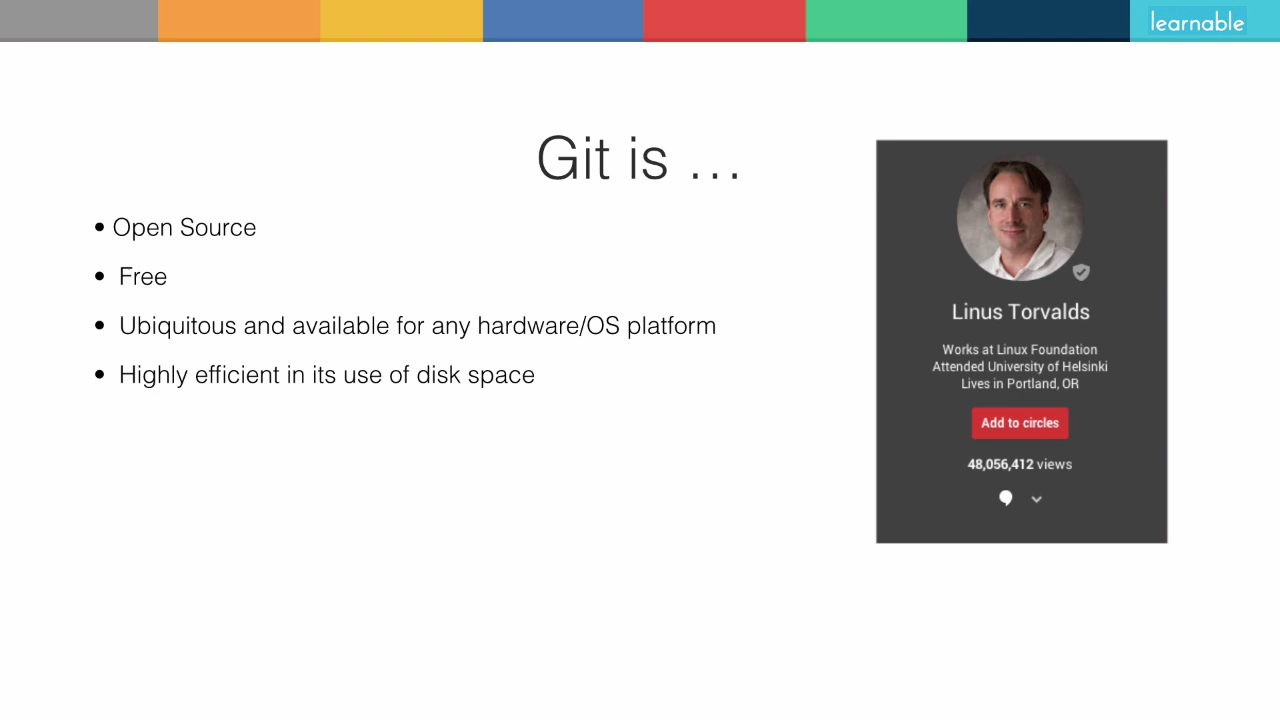 learnable
Git is …
• Open Source
• Free
• Ubiquitous and available for any hardware/OS platform
• Highly efficient in its use of disk space
Linus Torvalds
Works at Linux Foundation
Attended University of Helsinki
Lives in Portland, OR
Add to circles
48,056,412 views